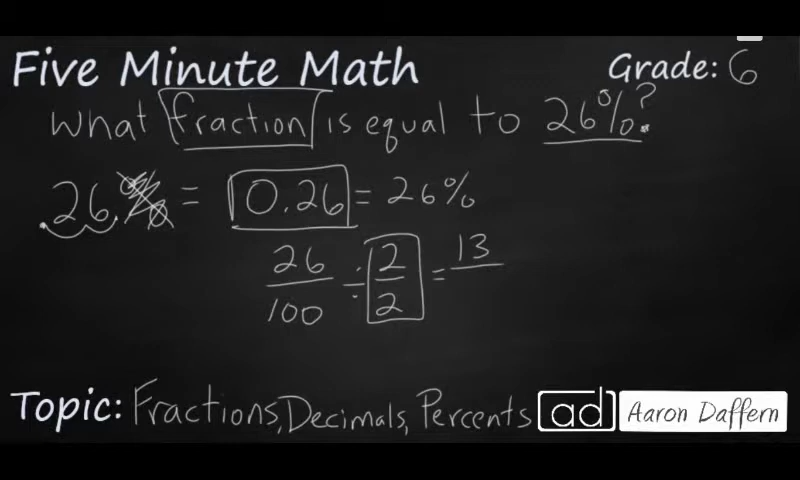 Five Minute Math
Grade: 6
What fraction is equal to 26%?
26.% = 0.26 = 26%
26/100 ÷ 2/2 = 13
Topic: Fractions, Decimals, Percents
ad Aaron Daffern